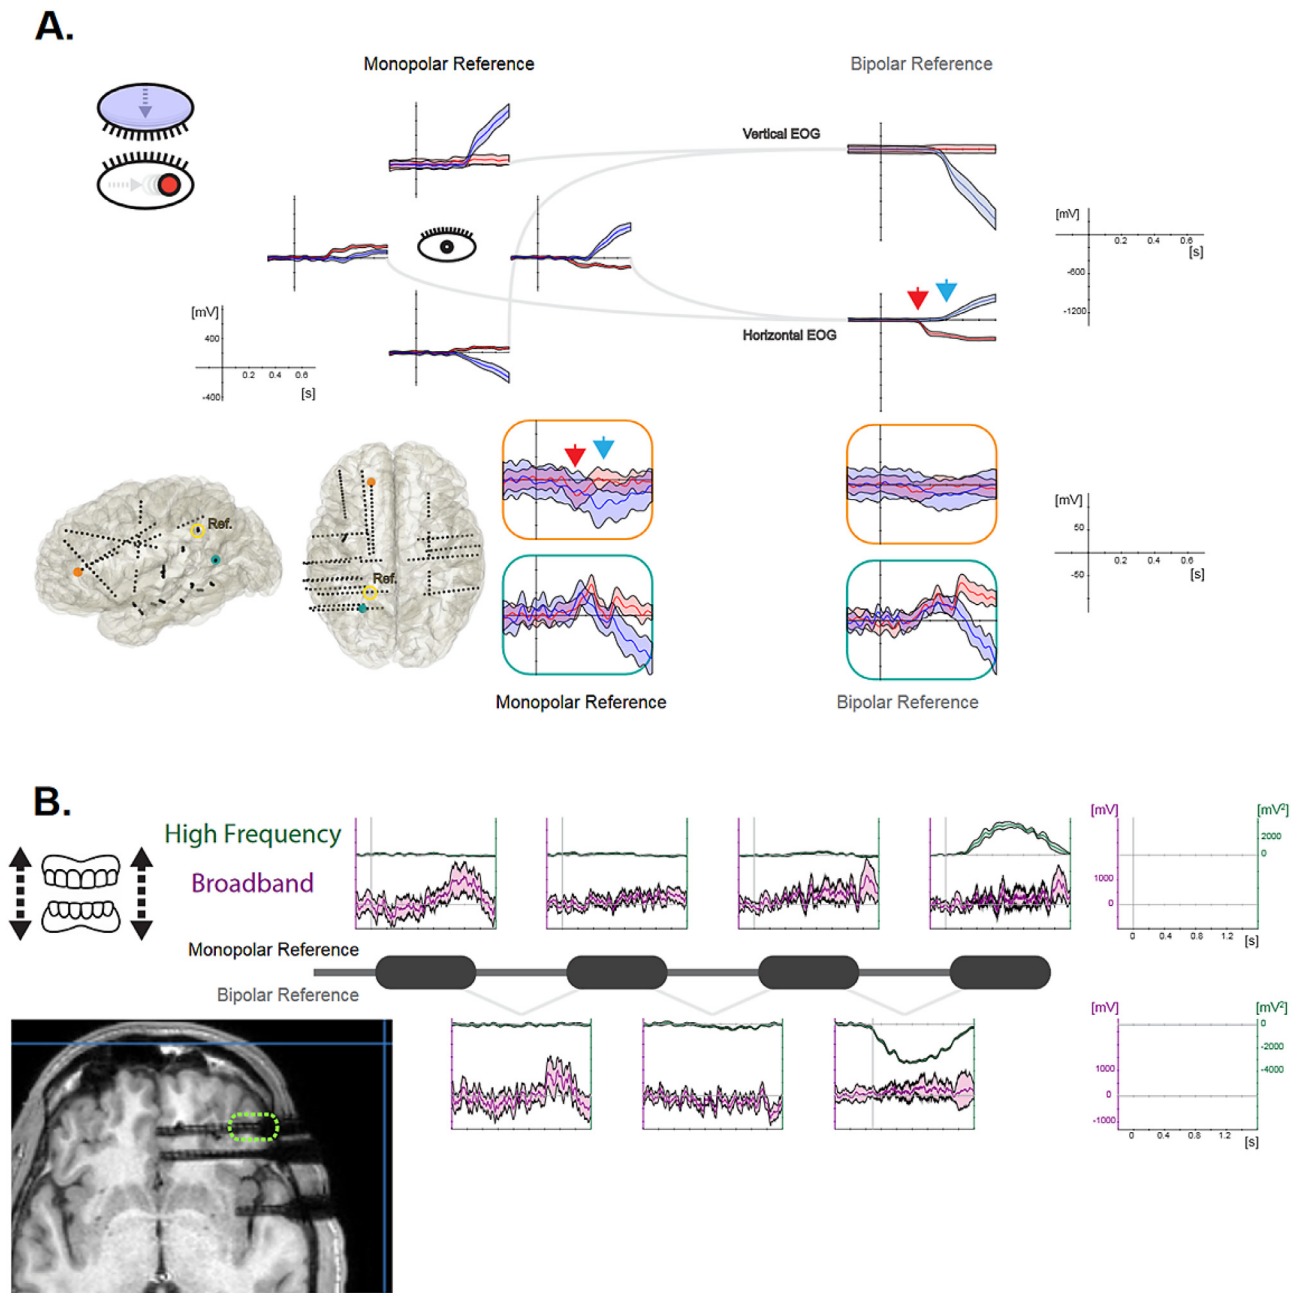 A.
Monopolar Reference
Bipolar Reference
Vertical EOG
[mV]
0.2 0.4 0.6
[s]
-600
-1200
[mV]
400
0.2 0.4 0.6
[s]
-400
Horizontal EOG
Ref.
Ref.
[mV]
50
-50
0.2 0.4 0.6
[s]
Monopolar Reference
Bipolar Reference
B.
High Frequency
Broadband
[mV]
[mV²]
2000
0
1000
0
0 0.4 0.8 1.2
[s]
Monopolar Reference
Bipolar Reference
[mV]
[mV²]
0
-2000
-4000
1000
0
-1000
0 0.4 0.8 1.2
[s]